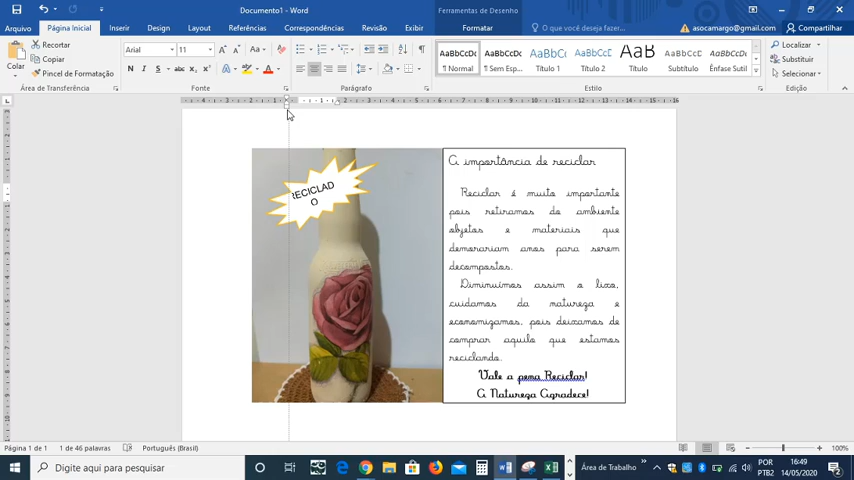 Documento1 - Word
Ferramentas de Desenho
Arquivo
Página Inicial
Inserir
Design
Layout
Referências
Correspondências
Revisão
Exibir
Suplementos
Formatar
O que você deseja fazer...
asocamargo@gmail.com
Compartilhar
Colar
Recortar
Copiar
Pincel de Formatação
Área de Transferência
Arial
11
Fonte
Parágrafo
AaBbCcDc
¶ Normal
AaBbCcDc
¶ Sem Esp...
AaBbCc
Título 1
AaBbCcD
Título 2
AaB
Título
AaBbCcD
Subtítulo
AaBbCcDc
Ênfase Sutil
Estilo
Localizar
Substituir
Selecionar
Edição
RECICLAD
O
A importância de reciclar
Reciclar é muito importante
pois retiramos do ambiente
objetos e materiais que
demorariam anos para serem
decompostos.
Diminuímos assim o lixo,
cuidamos da natureza e
economizamos, pois deixamos de
comprar aquilo que estamos
reciclando.
Vale a pena Reciclar!
A Natureza Agradece!
Página 1 de 1
1 de 46 palavras
Português (Brasil)
100%
Digite aqui para pesquisar
Área de Trabalho
POR
PTB2
16:49
14/05/2020
2